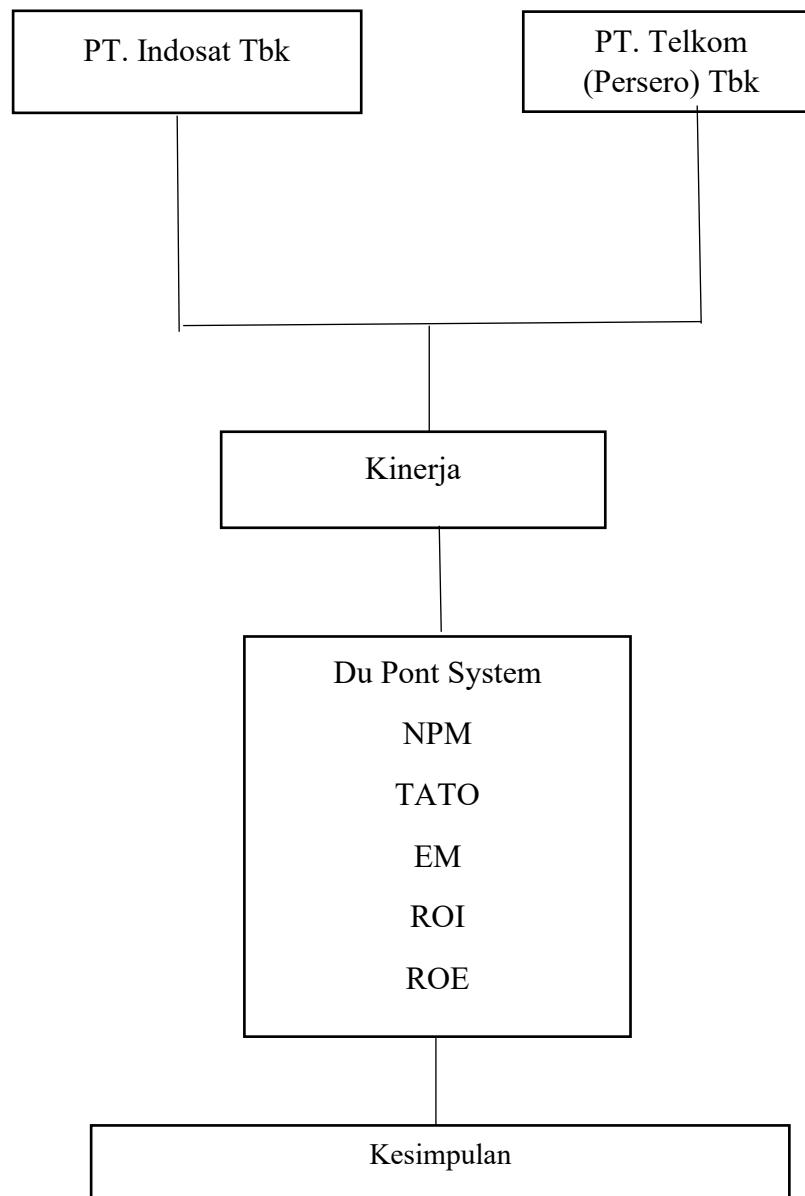 PT. Indosat Tbk
PT. Telkom
(Persero) Tbk
Kinerja
Du Pont System
NPM
TATO
EM
ROI
ROE
Kesimpulan